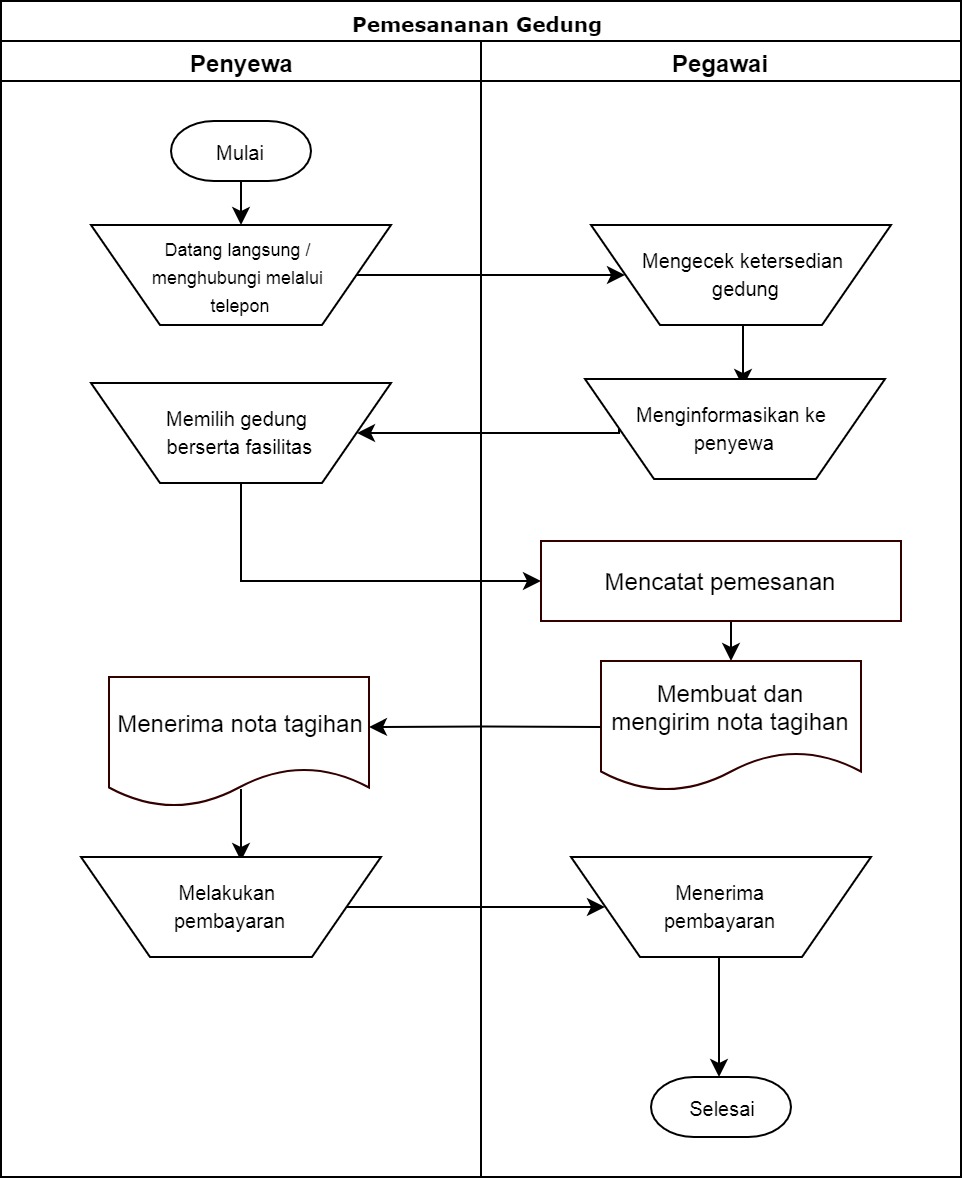 Pemesananan Gedung
Penyewa
Pegawai
Mulai
Datang langsung /
menghubungi melalui
telepon
Mengecek ketersedian
gedung
Menginformasikan ke
penyewa
Memilih gedung
berserta fasilitas
Mencatat pemesanan
Membuat dan
mengirim nota tagihan
Menerima nota tagihan
Melakukan
pembayaran
Menerima
pembayaran
Selesai